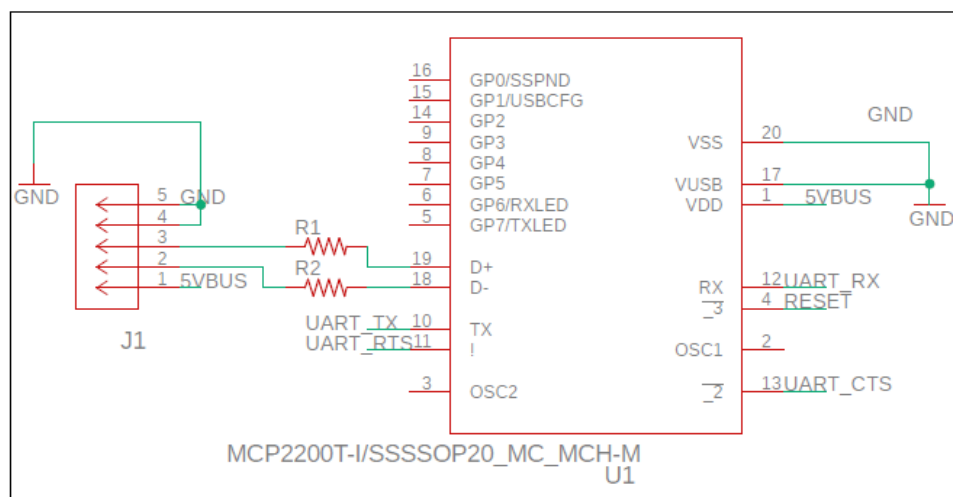 16 GP0/SSPND
15 GP1/USBCFG
14 GP2
9 GP3
8 GP4
7 GP5
6 GP6/RXLED
5 GP7/TXLED
19 D+
18 D-
UART_TX 10 TX
UART_RTS 11 !
3 OSC2
VSS 20
GND
VUSB 17
VDD 1 5VBUS
GND
RX 12 UART_RX
_3 4 RESET
OSC1 2
_2 13 UART_CTS
GND
5 GND
4
3
2
1 5VBUS
J1
R1
R2
MCP2200T-I/SSSSOP20_MC_MCH-M
U1